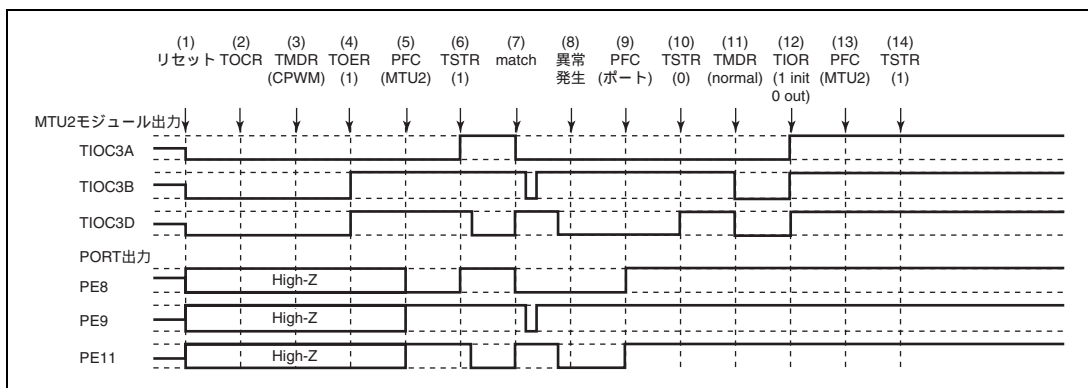 (1) (2) (3) (4) (5) (6) (7) (8) (9) (10) (11) (12) (13) (14)
リセット TOCR TMDR TOER PFC TSTR match 異常 PFC TSTR TMDR TIOR PFC TSTR
(CPWM) (1) (MTU2) (1) 発生 (ポート) (0) (normal) (1 init (MTU2) (1)
0 out)
MTU2モジュール出力
TIOC3A
TIOC3B
TIOC3D
PORT出力
PE8 High-Z
PE9 High-Z
PE11 High-Z